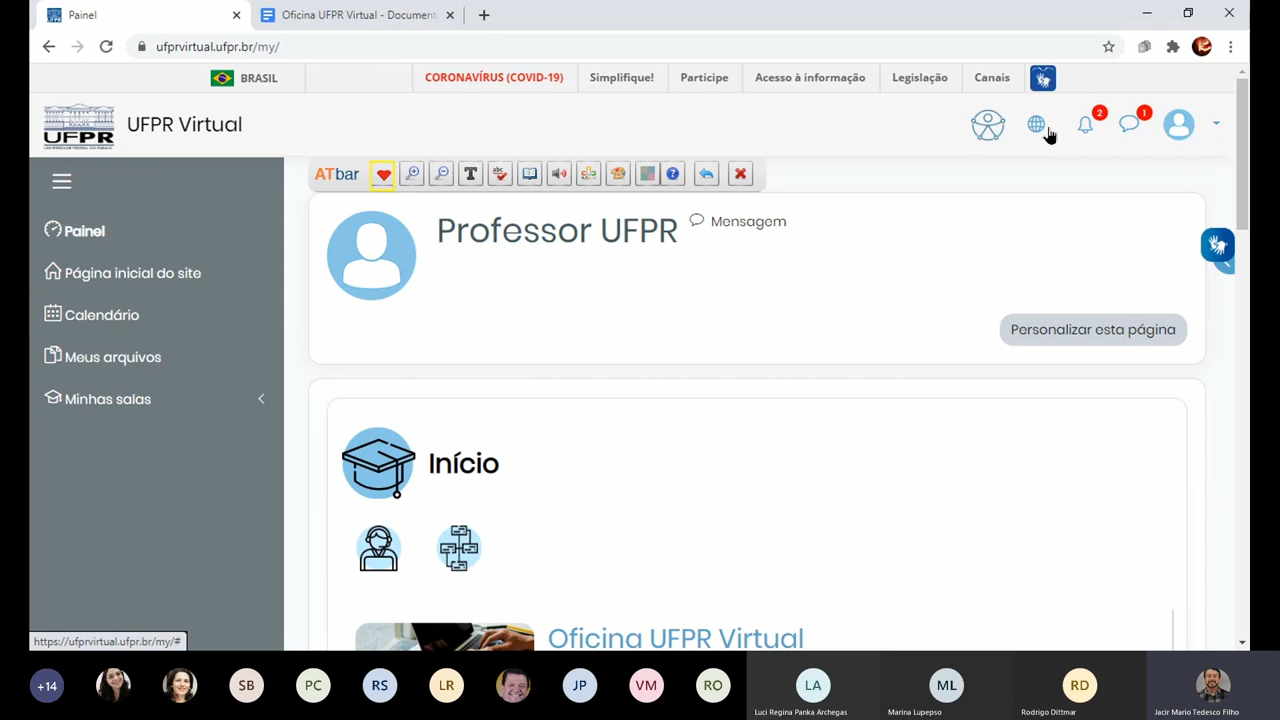 Painel
Oficina UFPR Virtual - Document
ufprvirtual.ufpr.br/my/
BRASIL
CORONAVÍRUS (COVID-19)
Simplifique!
Participe
Acesso à informação
Legislação
Canais
UFPR
UFPR Virtual
2
1
ATbar
T
abc
?
Painel
Página inicial do site
Calendário
Meus arquivos
Minhas salas
Professor UFPR
Mensagem
Personalizar esta página
Início
Oficina UFPR Virtual
https://ufprvirtual.ufpr.br/my/#
+14
SB
PC
RS
LR
JP
VM
RO
LA
ML
RD
Luci Regina Panka Archegas
Marina Lupepso
Rodrigo Dittmar
Jacir Mario Tedesco Filho